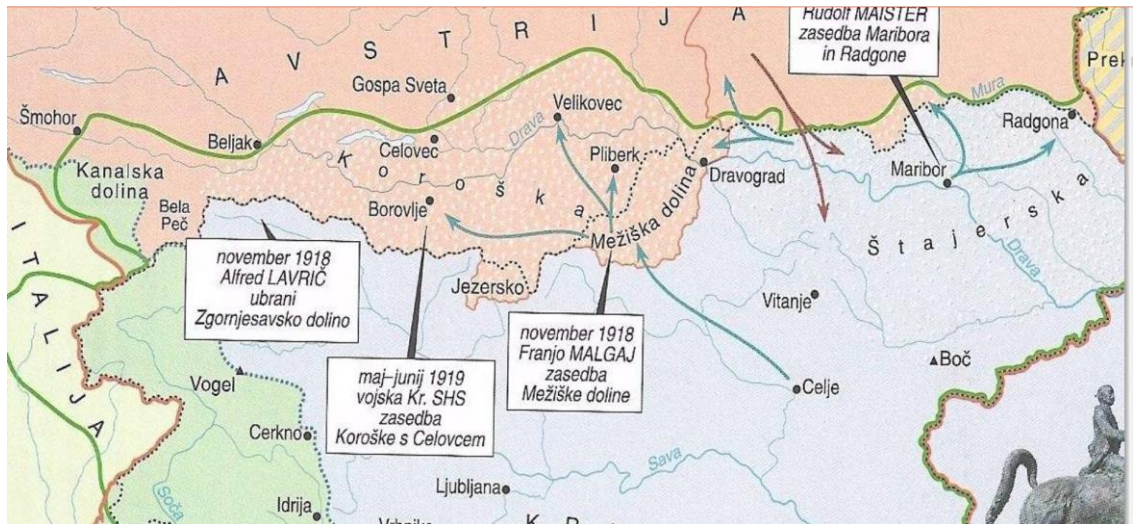 A V S T R I J A
Rudolf MAISTER
zasedba Maribora
in Radgone
Gospa Sveta
Velikovec
Mura
Šmohor
Radgona
Drava
Beljak
Celovec
Pliberk
Kanalska
dolina
Koroška
Dravograd
Maribor
Bela
Peč
Borovlje
Mežiška dolina
Štajerska
november 1918
Alfred LAVRIČ
ubrani
Zgornjesavsko dolino
Jezersko
Drava
Vitanje
november 1918
Franjo MALGAJ
zasedba
Mežiške doline
ITALIJA
maj–junij 1919
vojska Kr. SHS
zasedba
Koroške s Celovcem
Vogel
Boč
Celje
Cerkno
Sava
Soča
Idrija
Ljubljana